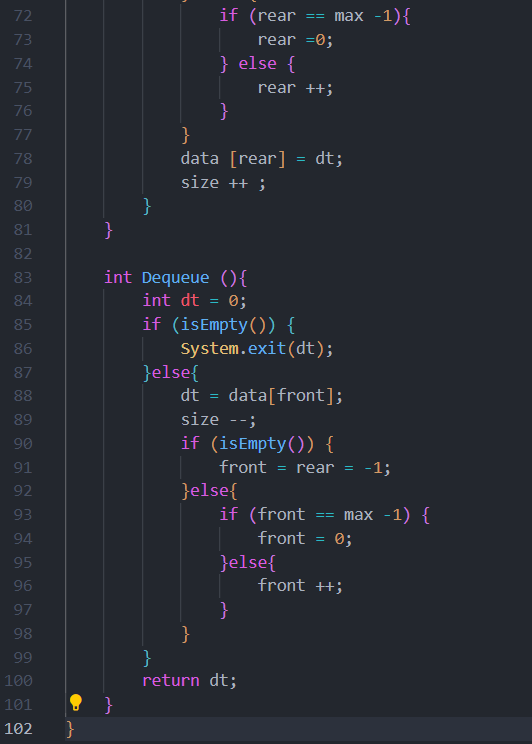 72 if (rear == max -1){
73 rear =0;
74 } else {
75 rear ++;
76 }
77 }
78 data [rear] = dt;
79 size ++ ;
80 }
81 }
82
83 int Dequeue (){
84 int dt = 0;
85 if (isEmpty()) {
86 System.exit(dt);
87 }else{
88 dt = data[front];
89 size --;
90 if (isEmpty()) {
91 front = rear = -1;
92 }else{
93 if (front == max -1) {
94 front = 0;
95 }else{
96 front ++;
97 }
98 }
99 }
100 return dt;
101 }
102 }